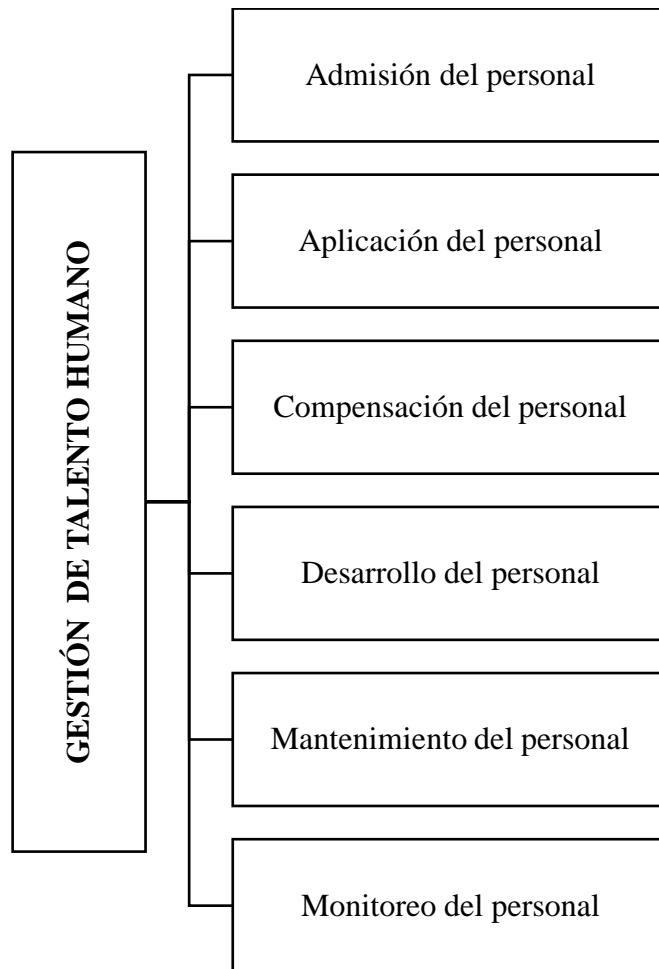 GESTIÓN DE TALENTO HUMANO
Admisión del personal
Aplicación del personal
Compensación del personal
Desarrollo del personal
Mantenimiento del personal
Monitoreo del personal